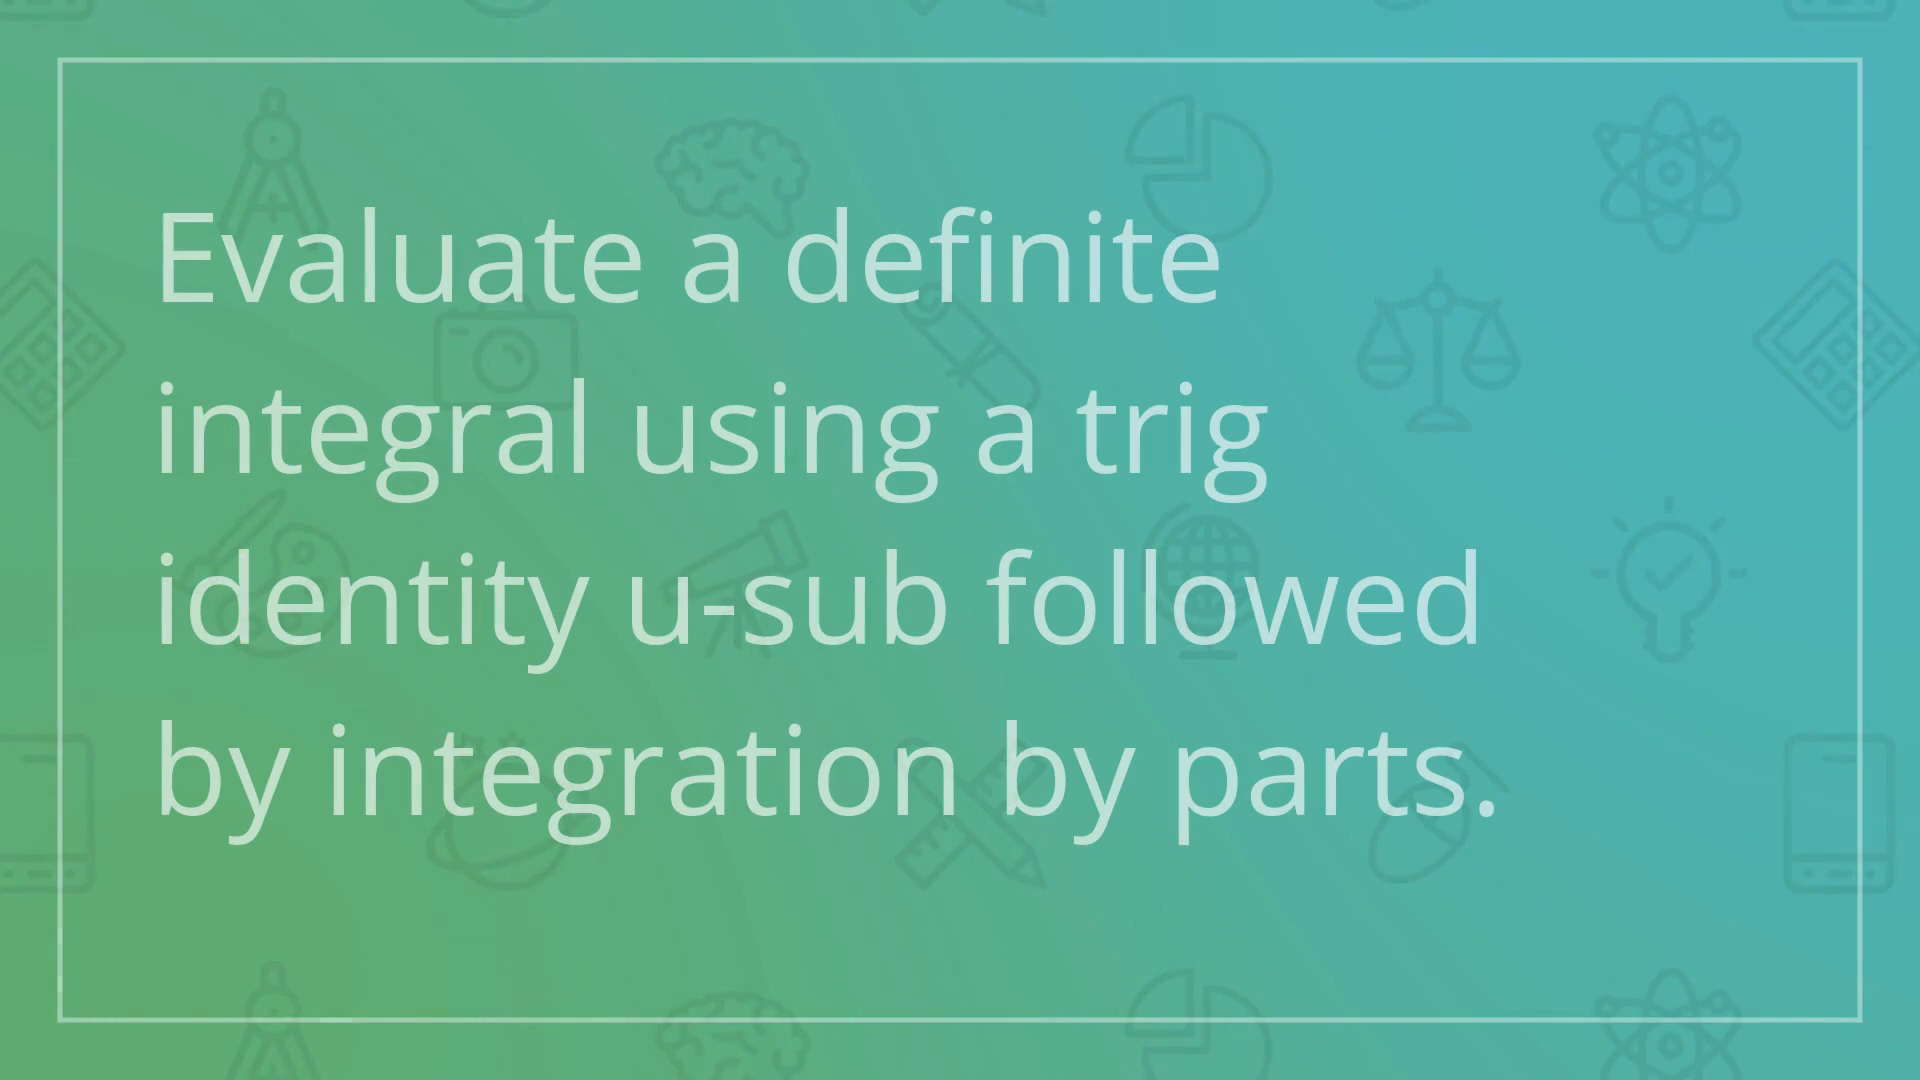 Evaluate a definite
integral using a trig
identity u-sub followed
by integration by parts.